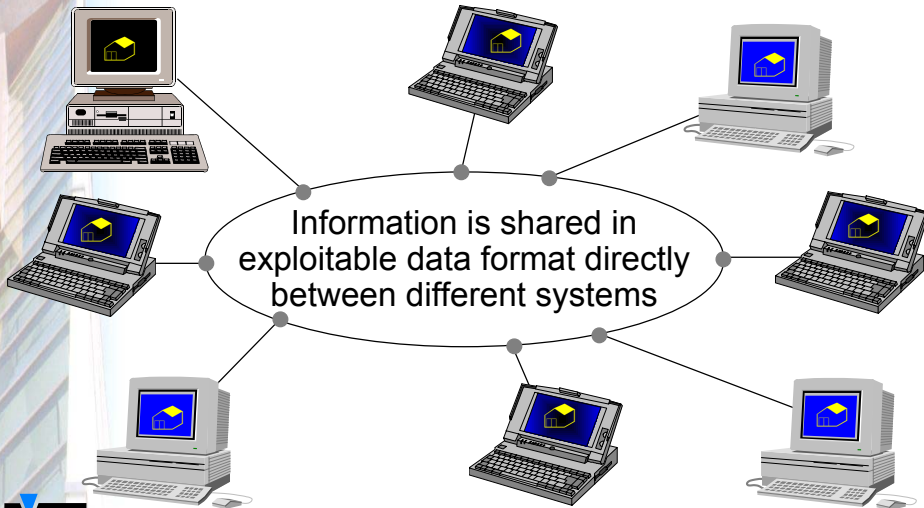 Information is shared in
exploitable data format directly
between different systems